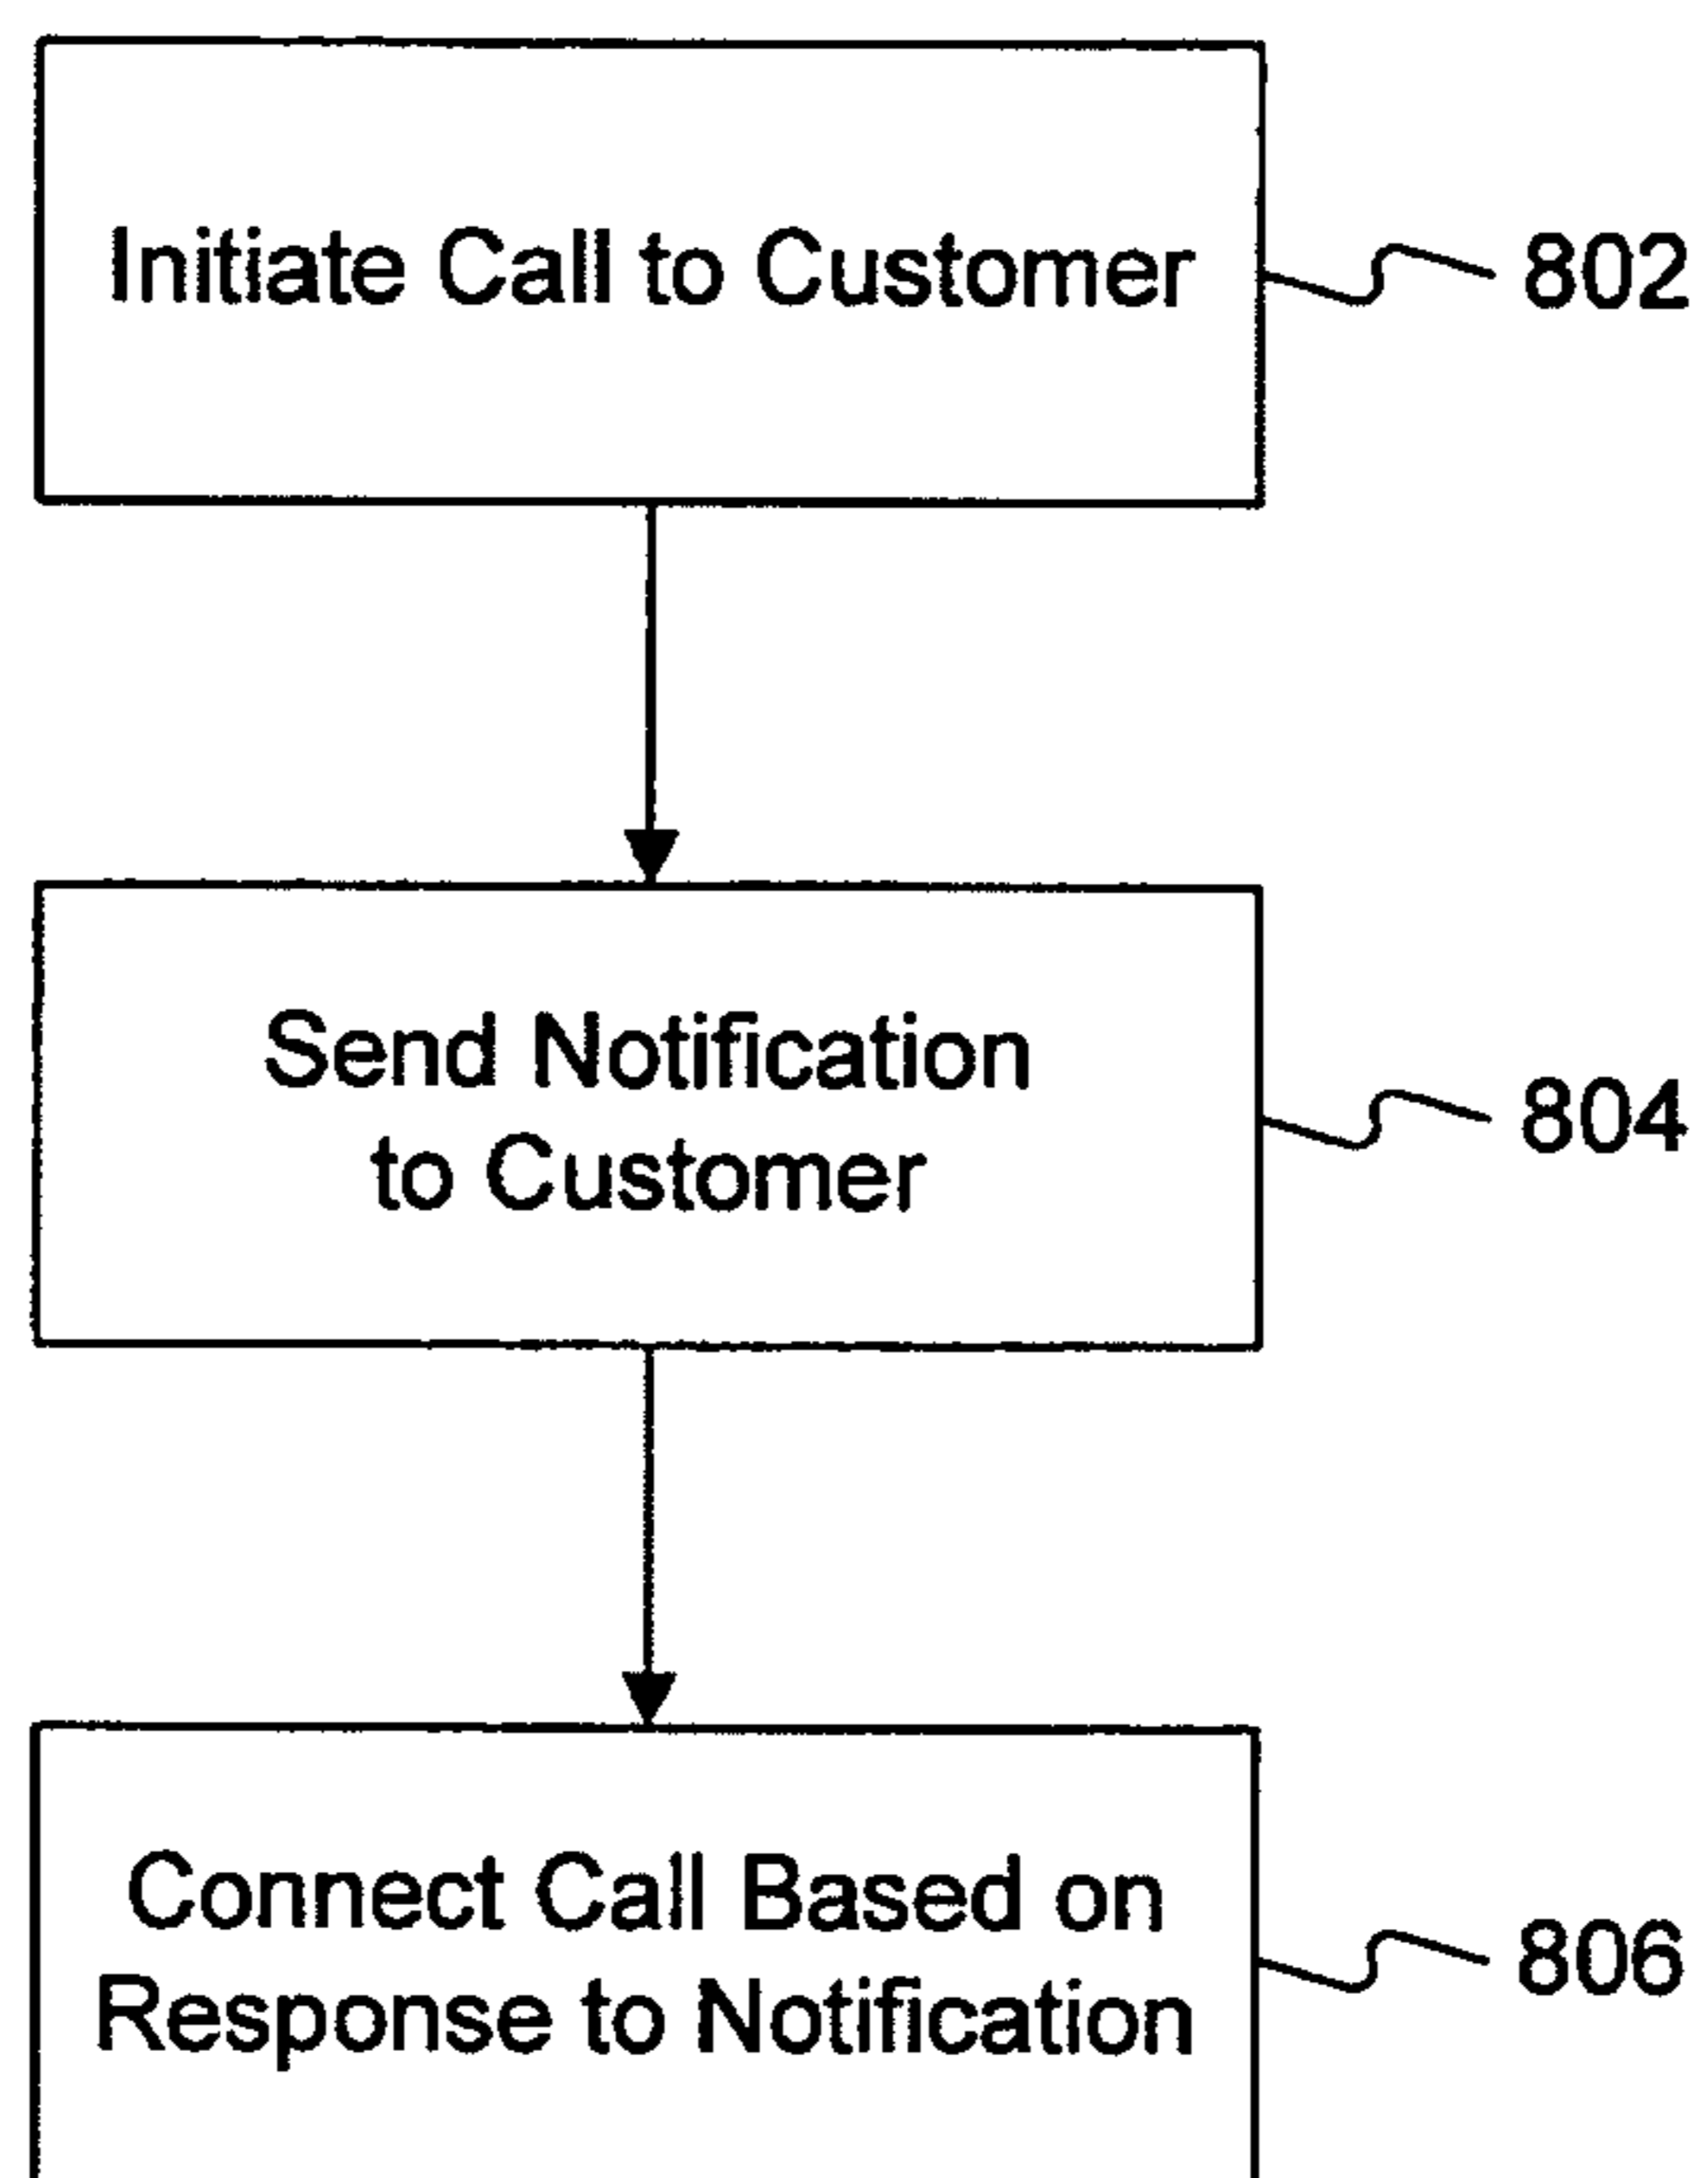 Initiate Call to Customer
802
Send Notification
to Customer
804
Connect Call Based on
Response to Notification
806